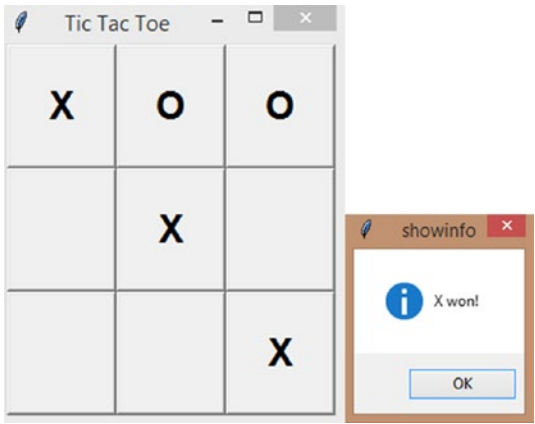 Tic Tac Toe
X O O
X
X
showinfo
X won!
OK